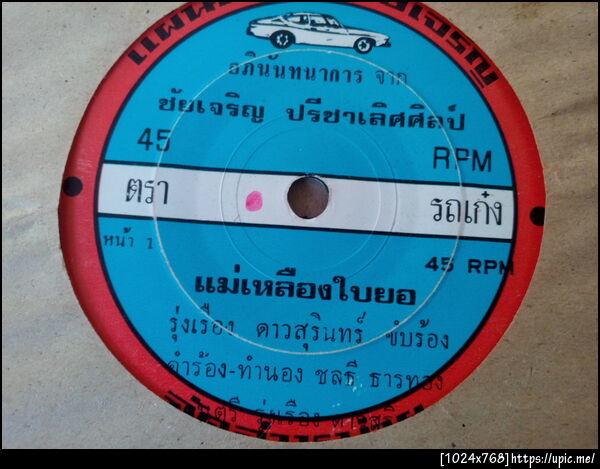 อภินันทนาการ จาก
ชัยเจริญ ปรีชาเลิศศิลป์
45 RPM
ตรา รถเก๋ง
หน้า 1
45 RPM
แม่เหลืองใบยอ
รุ่งเรือง ดาวสุรินทร์ ขับร้อง
คำร้อง-ทำนอง ชลธี ธารทอง
[1024x768]https://upic.me/